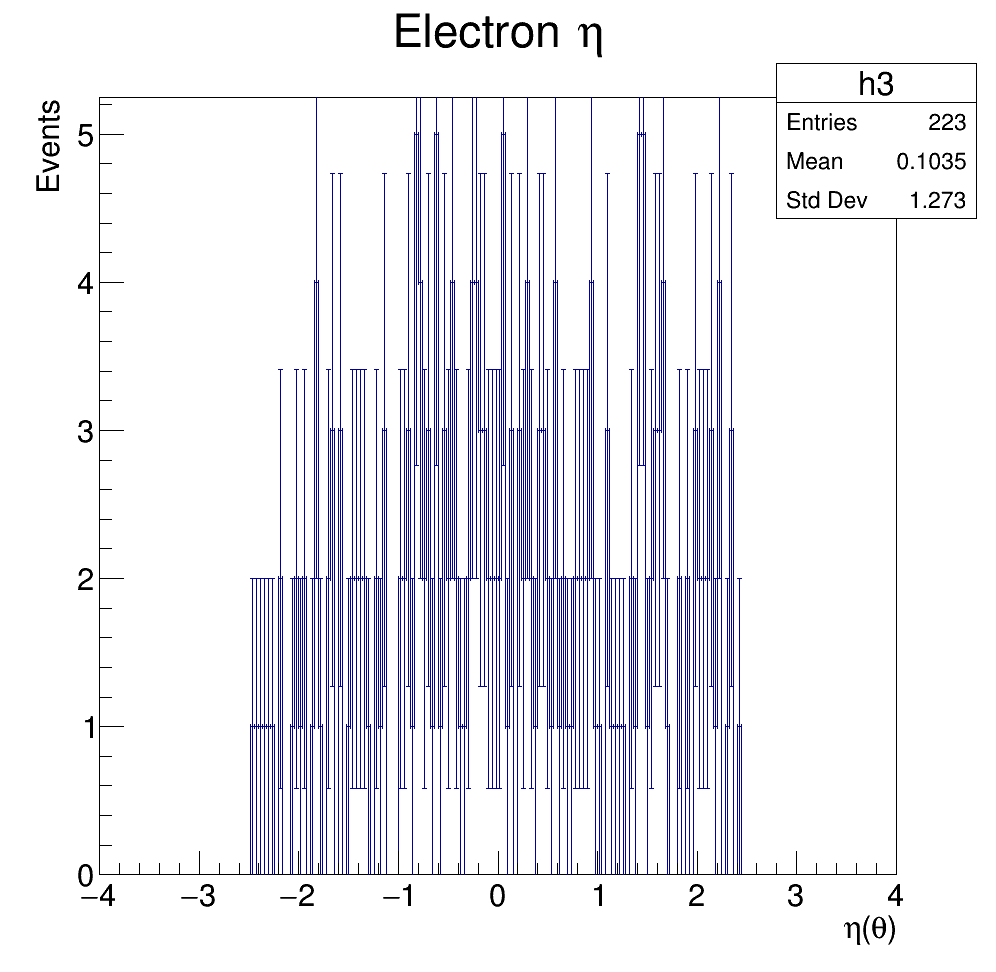 Electron η
h3
Entries 223
Mean 0.1035
Std Dev 1.273
Events
5
4
3
2
1
0
−4 −3 −2 −1 0 1 2 3 4
η(θ)